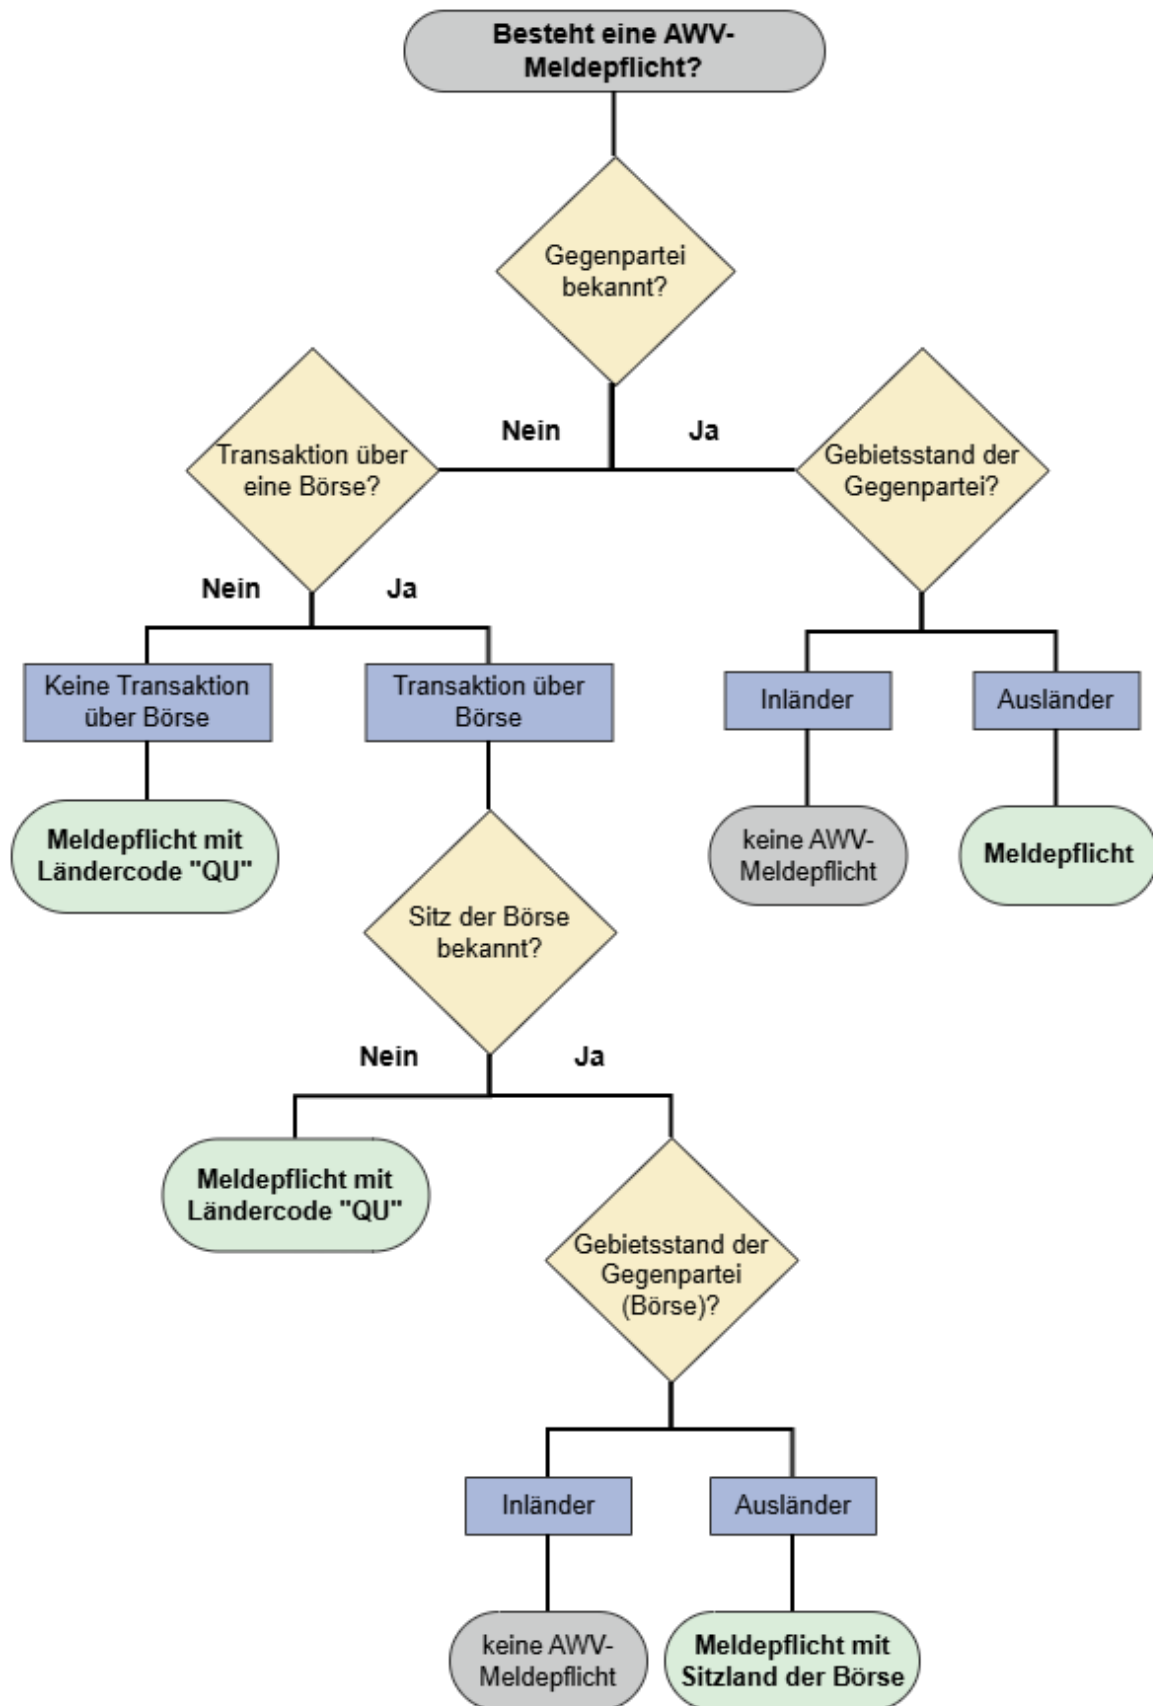 Besteht eine AWV-
Meldepflicht?
Gegenpartei
bekannt?
Nein
Ja
Transaktion über
eine Börse?
Gebietsstand der
Gegenpartei?
Nein
Ja
Keine Transaktion
über Börse
Transaktion über
Börse
Inländer
Ausländer
Meldepflicht mit
Ländercode "QU"
keine AWV-
Meldepflicht
Meldepflicht
Sitz der Börse
bekannt?
Nein
Ja
Meldepflicht mit
Ländercode "QU"
Gebietsstand der
Gegenpartei
(Börse)?
Inländer
Ausländer
keine AWV-
Meldepflicht
Meldepflicht mit
Sitzland der Börse